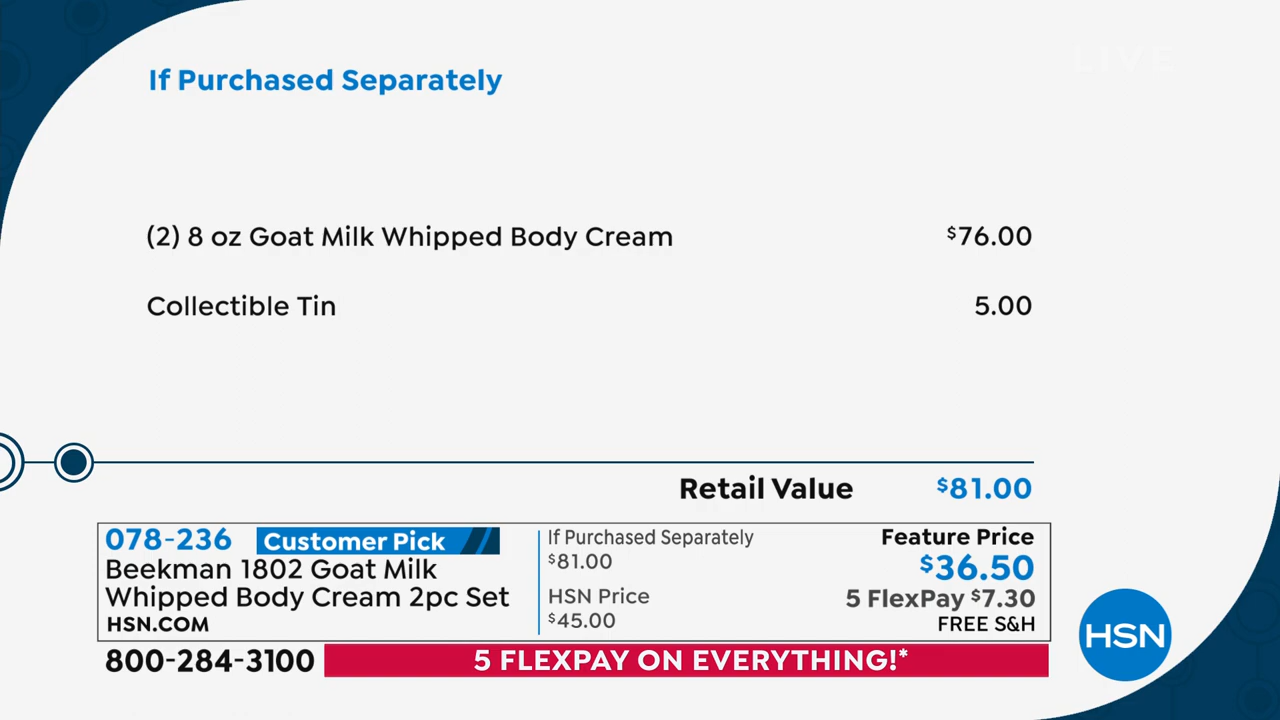 LIVE
If Purchased Separately
(2) 8 oz Goat Milk Whipped Body Cream $76.00
Collectible Tin 5.00
Retail Value $81.00
078-236 Customer Pick
Beekman 1802 Goat Milk
Whipped Body Cream 2pc Set
HSN.COM
If Purchased Separately
$81.00
HSN Price
$45.00
Feature Price
$36.50
5 FlexPay $7.30
FREE S&H
HSN
800-284-3100 5 FLEXPAY ON EVERYTHING!*